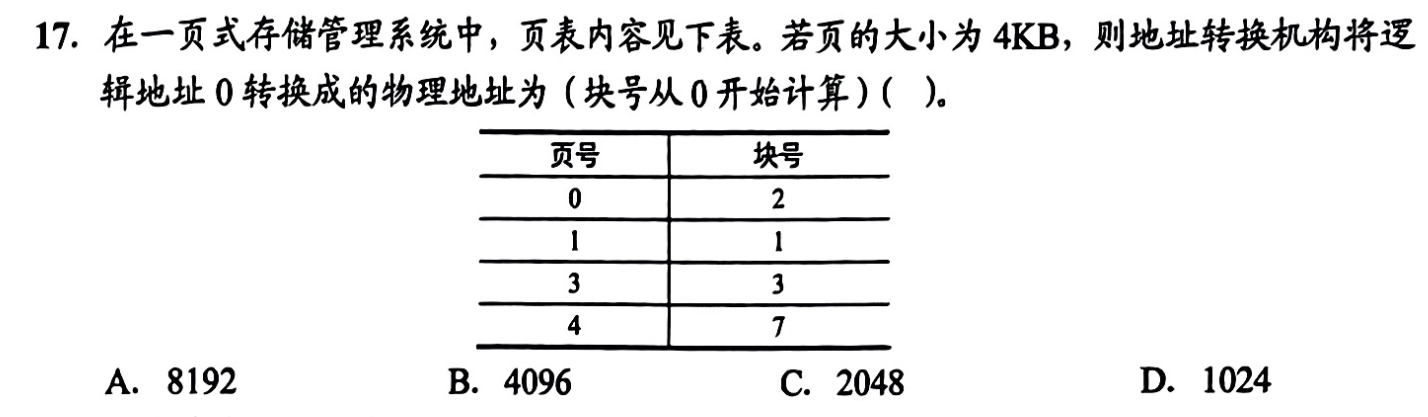 17. 在一页式存储管理系统中，页表内容见下表。若页的大小为 4KB，则地址转换机构将逻
辑地址 0 转换成的物理地址为（块号从 0 开始计算）（ ）。
页号 块号
0 2
1 1
3 3
4 7
A. 8192 B. 4096 C. 2048 D. 1024